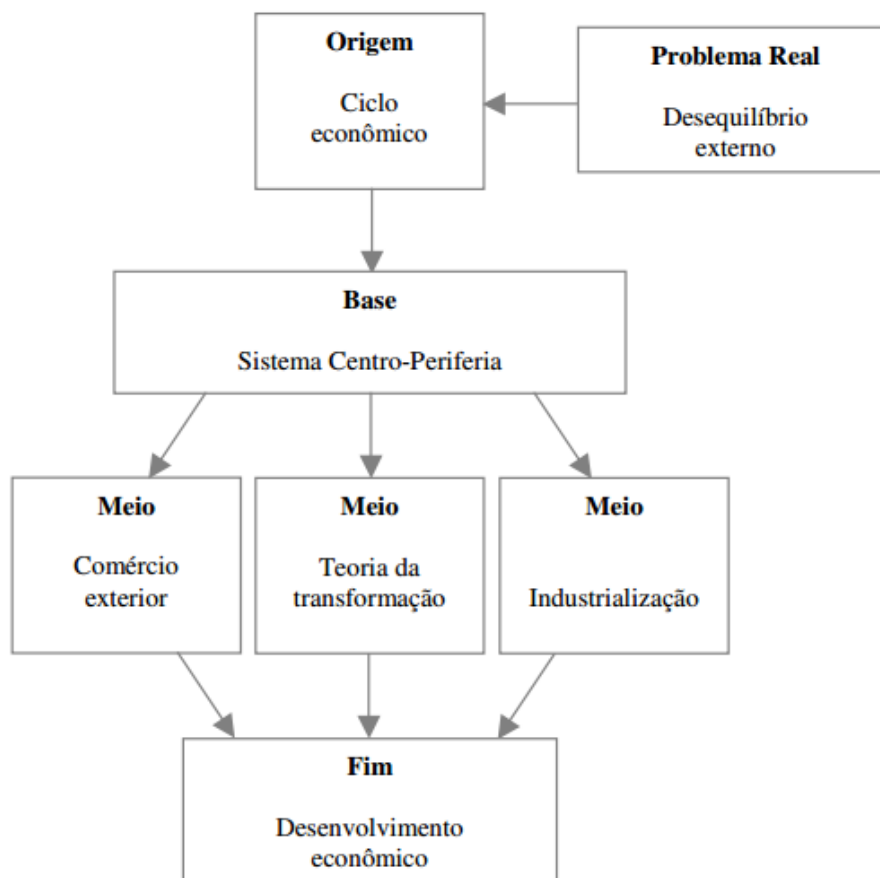 Origem
Ciclo
econômico
Problema Real
Desequilíbrio
externo
Base
Sistema Centro-Periferia
Meio
Comércio
exterior
Meio
Teoria da
transformação
Meio
Industrialização
Fim
Desenvolvimento
econômico